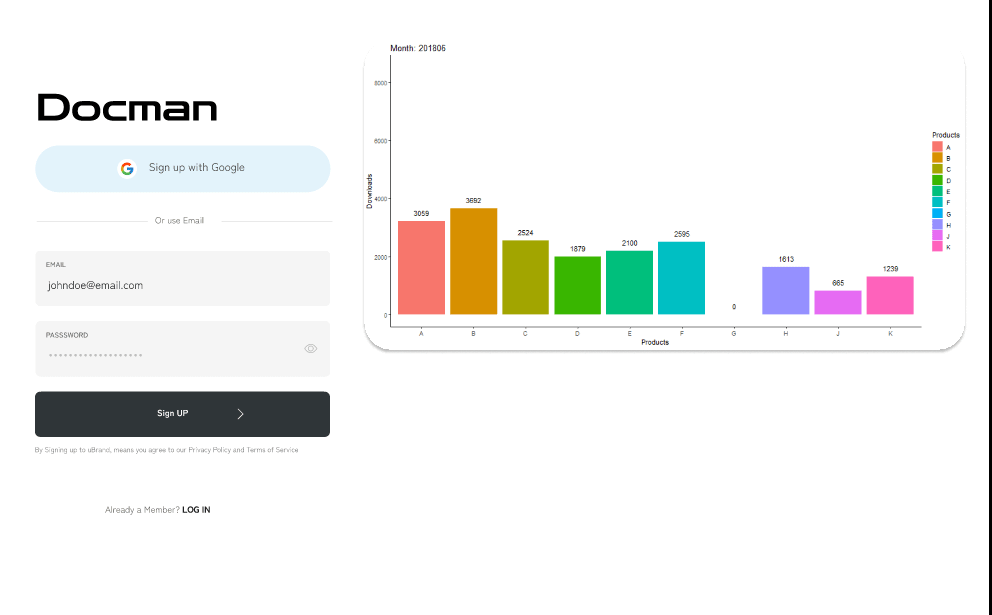 Docman
Sign up with Google
Or use Email
EMAIL
johndoe@email.com
PASSSWORD
Sign UP
By Signing up to uBrand, means you agree to our Privacy Policy and Terms of Service
Already a Member? LOG IN
Month: 201806
Downloads
8000
6000
4000
2000
0
3059
3692
2524
1879
2100
2595
0
1613
665
1239
A B C D E F G H J K
Products
Products
A
B
C
D
E
F
G
H
J
K